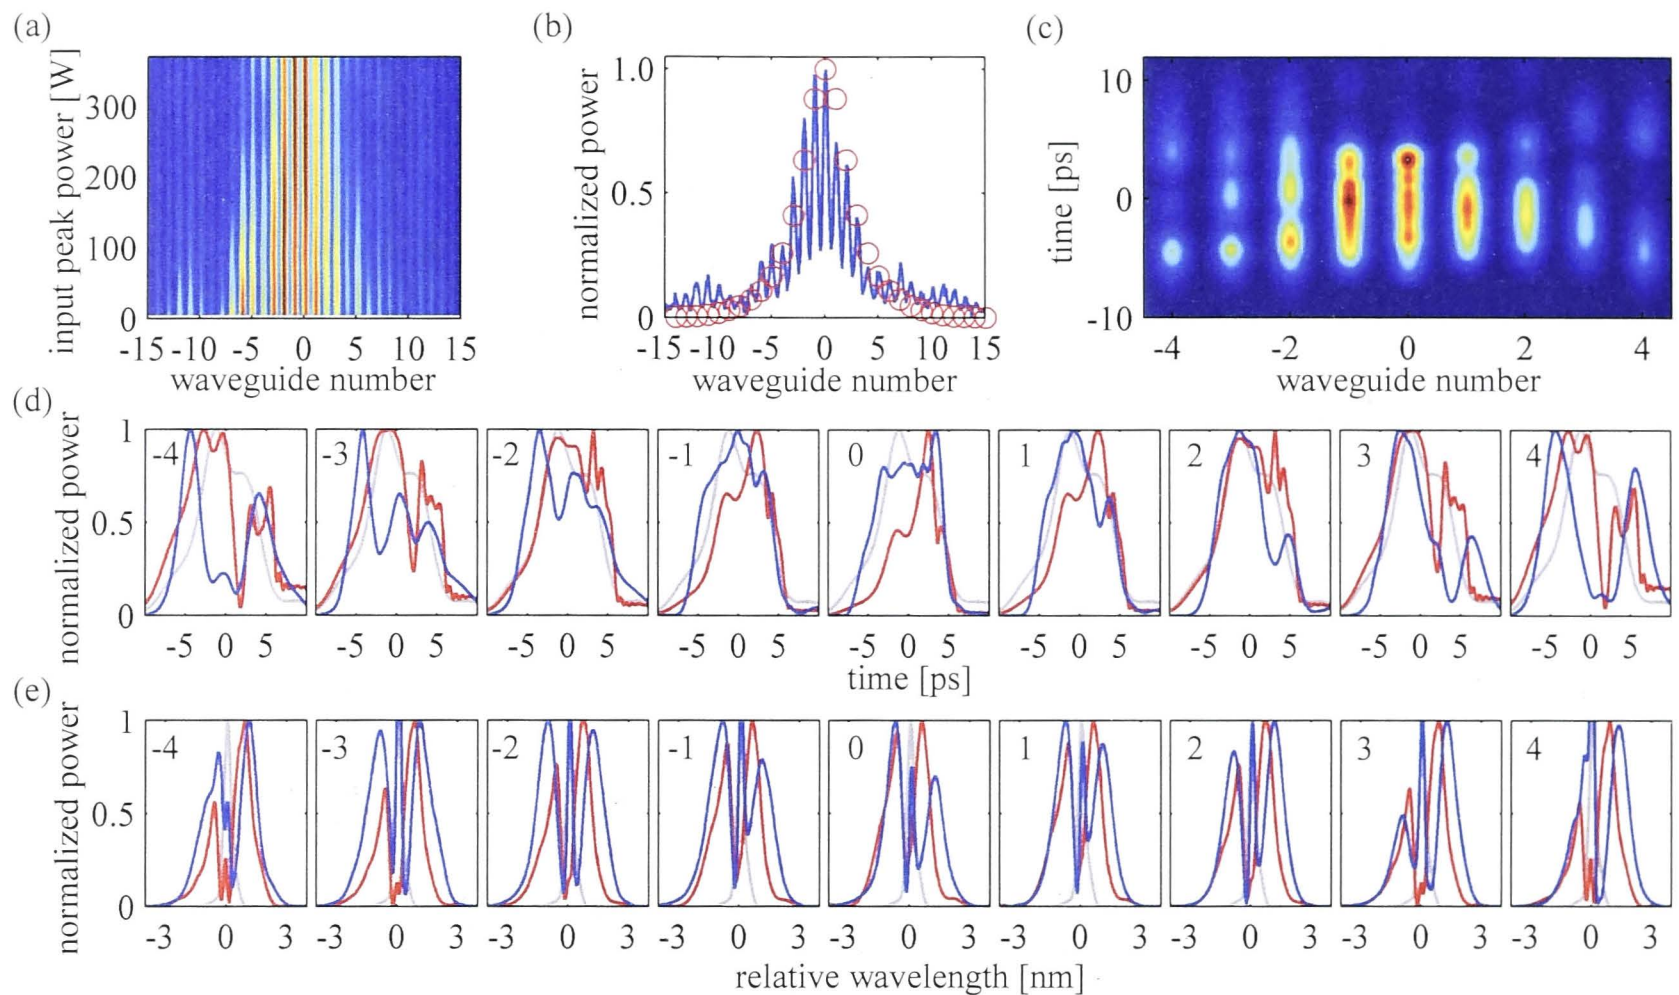 (a)
input peak power [W]
300
200
100
0
-15 -10 -5 0 5 10 15
waveguide number
(b)
normalized power
1.0
0.5
0
-15 -10 -5 0 5 10 15
waveguide number
(c)
time [ps]
10
0
-10
-4 -2 0 2 4
waveguide number
(d)
normalized power
1
0.5
0
-4 -3 -2 -1 0 1 2 3 4
-5 0 5 -5 0 5 -5 0 5 -5 0 5 -5 0 5 -5 0 5 -5 0 5 -5 0 5 -5 0 5
time [ps]
(e)
normalized power
1
0.5
0
-4 -3 -2 -1 0 1 2 3 4
-3 0 3 -3 0 3 -3 0 3 -3 0 3 -3 0 3 -3 0 3 -3 0 3 -3 0 3 -3 0 3
relative wavelength [nm]